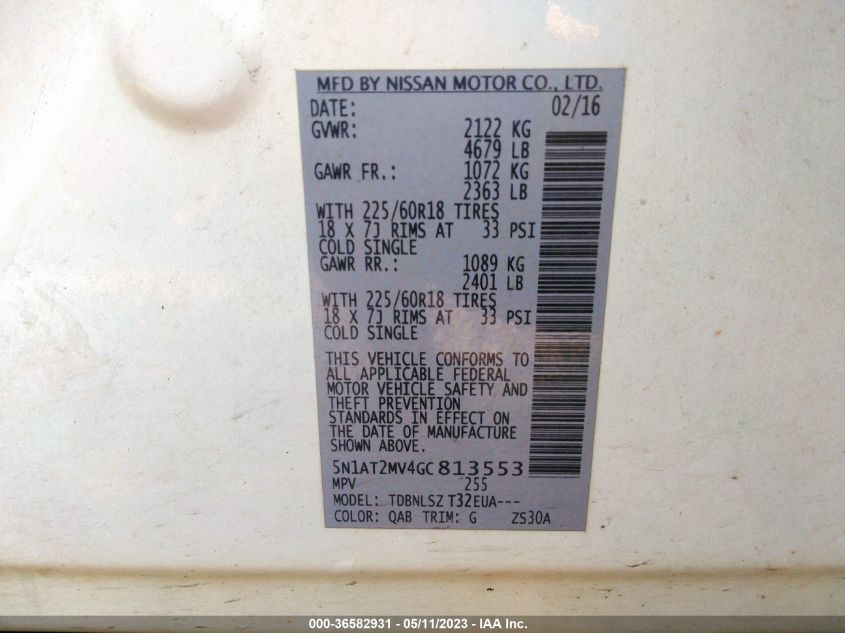 MFD BY NISSAN MOTOR CO., LTD.
DATE: 02/16
GVWR: 2122 KG
4679 LB
GAWR FR.: 1072 KG
2363 LB
WITH 225/60R18 TIRES
18 X 7J RIMS AT 33 PSI
COLD SINGLE
GAWR RR.: 1089 KG
2401 LB
WITH 225/60R18 TIRES
18 X 7J RIMS AT 33 PSI
COLD SINGLE
THIS VEHICLE CONFORMS TO
ALL APPLICABLE FEDERAL
MOTOR VEHICLE SAFETY AND
THEFT PREVENTION
STANDARDS IN EFFECT ON
THE DATE OF MANUFACTURE
SHOWN ABOVE.
5N1AT2MV4GC813553
MPV 255
MODEL: TDBNLSZ T32EUA---
COLOR: QAB TRIM: G ZS30A
000-36582931 - 05/11/2023 - IAA Inc.